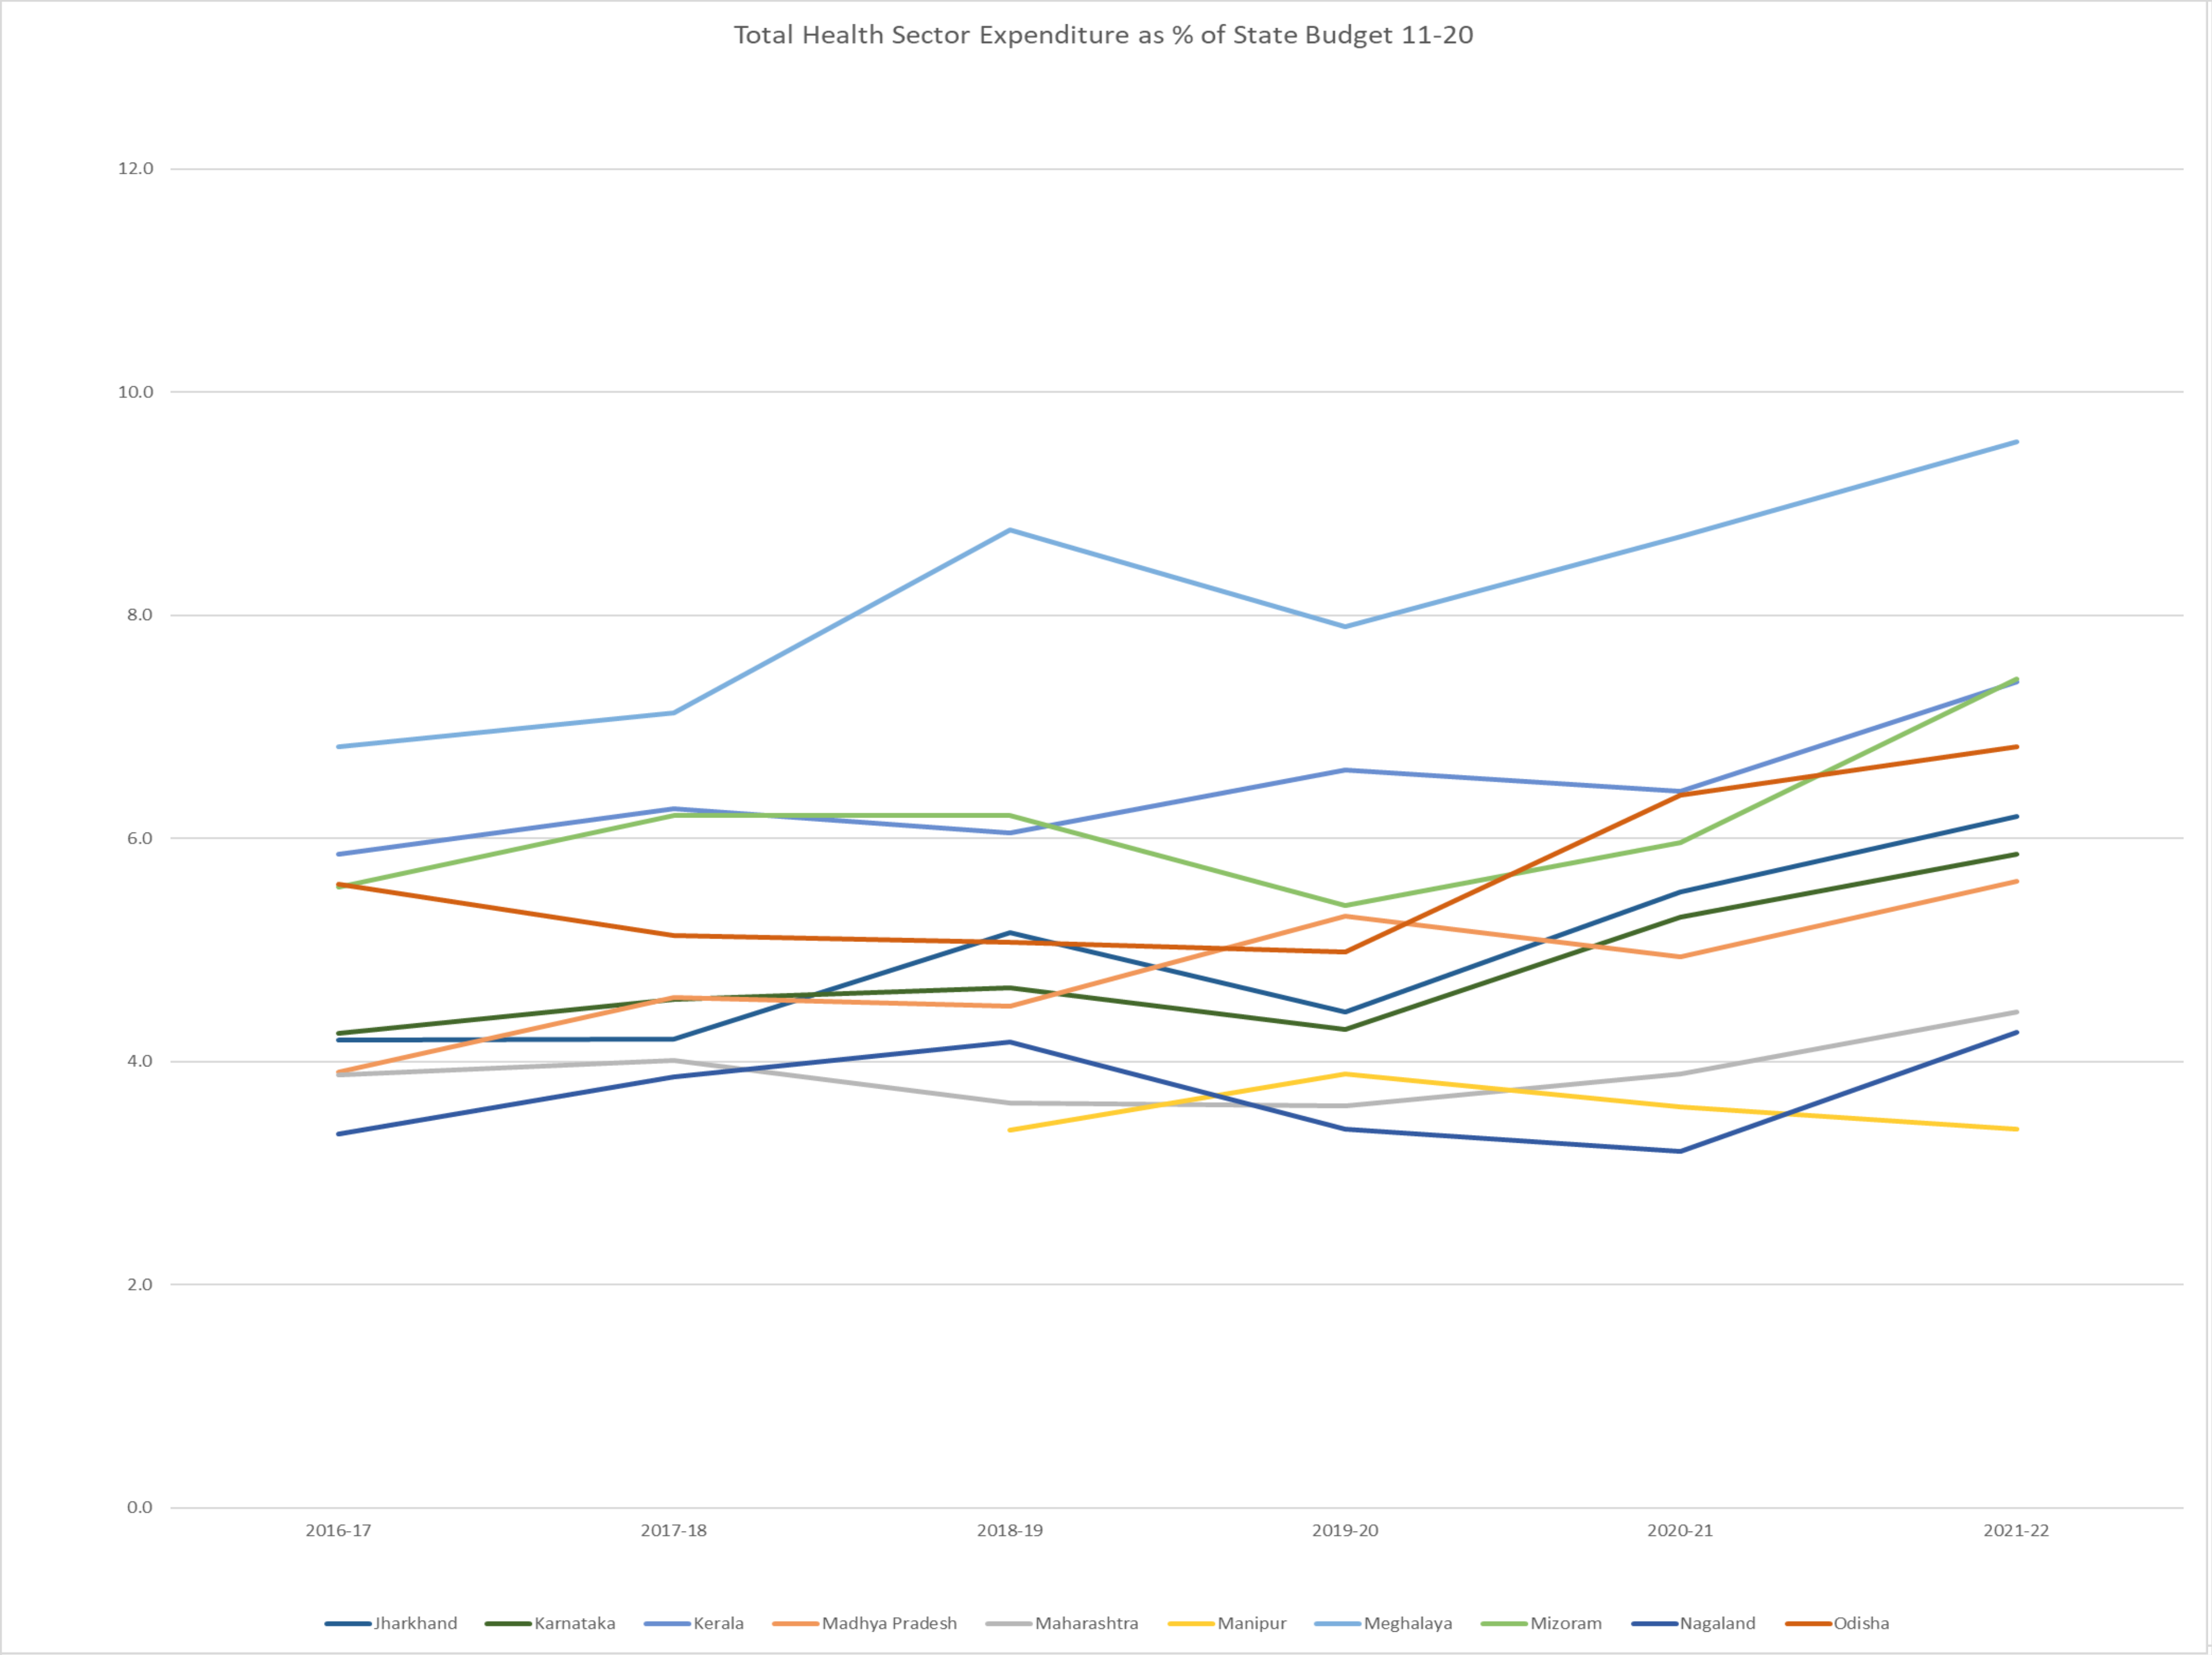 Total Health Sector Expenditure as % of State Budget 11-20
12.0
10.0
8.0
6.0
4.0
2.0
0.0
2016-17 2017-18 2018-19 2019-20 2020-21 2021-22
Jharkhand Karnataka Kerala Madhya Pradesh Maharashtra Manipur Meghalaya Mizoram Nagaland Odisha